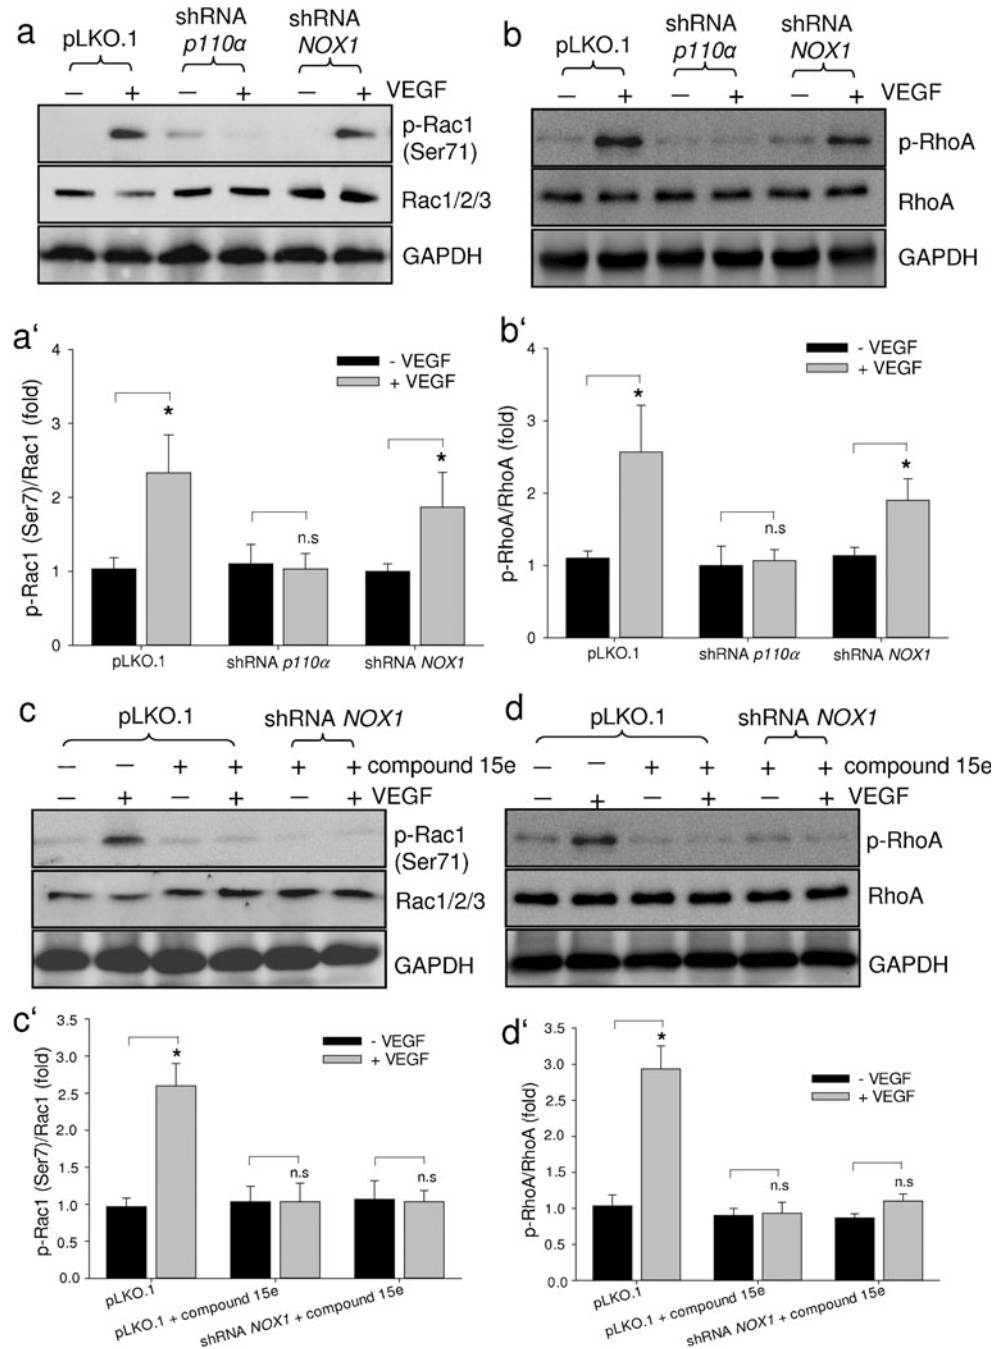 a
pLKO.1
shRNA
p110α
shRNA
NOX1
— + — + — + VEGF
p-Rac1
(Ser71)
Rac1/2/3
GAPDH
b
pLKO.1
shRNA
p110α
shRNA
NOX1
— + — + — + VEGF
p-RhoA
RhoA
GAPDH
a'
p-Rac1 (Ser7)/Rac1 (fold)
4
3
2
1
0
- VEGF
+ VEGF
*
n.s
*
pLKO.1 shRNA p110α shRNA NOX1
b'
p-RhoA/RhoA (fold)
4
3
2
1
0
- VEGF
+ VEGF
*
n.s
*
pLKO.1 shRNA p110α shRNA NOX1
c
pLKO.1 shRNA NOX1
— — + + + + compound 15e
— + — + — + VEGF
p-Rac1
(Ser71)
Rac1/2/3
GAPDH
d
pLKO.1 shRNA NOX1
— — + + + + compound 15e
— + — + — + VEGF
p-RhoA
RhoA
GAPDH
c'
p-Rac1 (Ser7)/Rac1 (fold)
3.5
3.0
2.5
2.0
1.5
1.0
0.5
0.0
- VEGF
+ VEGF
*
n.s
n.s
pLKO.1
pLKO.1 + compound 15e
shRNA NOX1 + compound 15e
d'
p-RhoA/RhoA (fold)
3.5
3.0
2.5
2.0
1.5
1.0
0.5
0.0
- VEGF
+ VEGF
*
n.s
n.s
pLKO.1
pLKO.1 + compound 15e
shRNA NOX1 + compound 15e